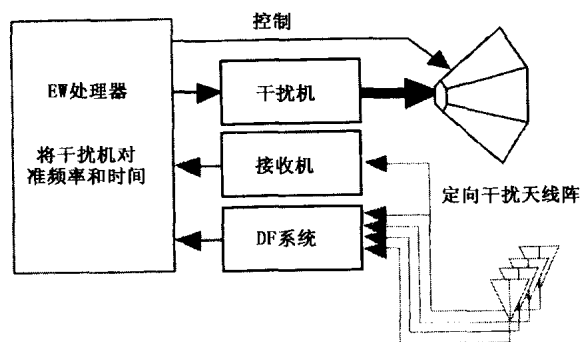 控制
EW处理器
将干扰机对
准频率和时间
干扰机
接收机
DF系统
定向干扰天线阵